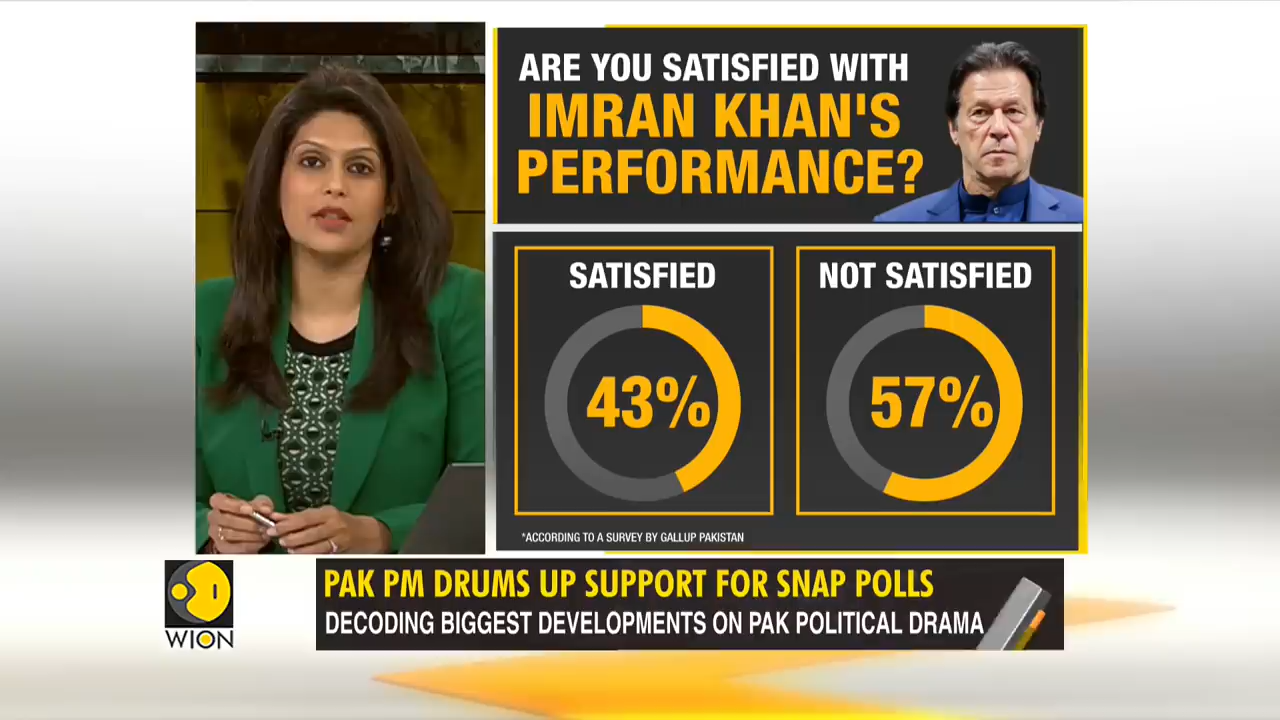 ARE YOU SATISFIED WITH
IMRAN KHAN'S
PERFORMANCE?
SATISFIED
43%
NOT SATISFIED
57%
*ACCORDING TO A SURVEY BY GALLUP PAKISTAN
PAK PM DRUMS UP SUPPORT FOR SNAP POLLS
DECODING BIGGEST DEVELOPMENTS ON PAK POLITICAL DRAMA
WION